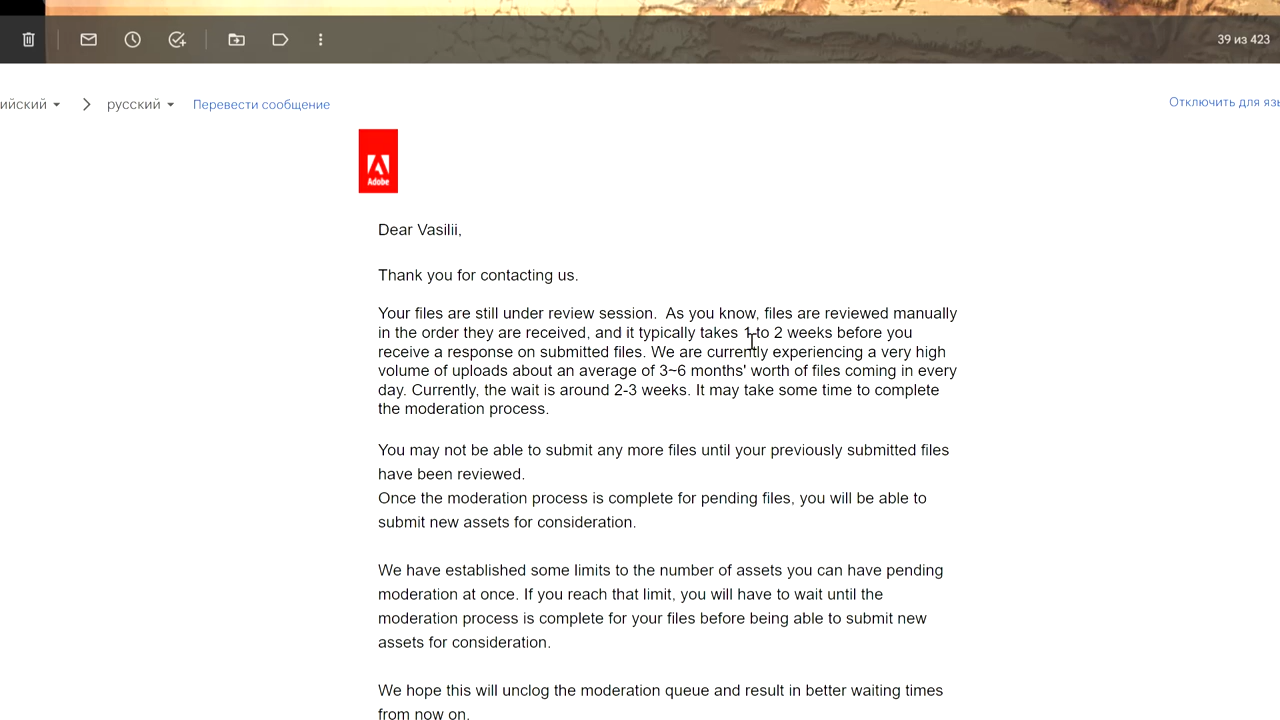 39 из 423
ийский
русский
Перевести сообщение
Отключить для язы
Adobe
Dear Vasilii,
Thank you for contacting us.
Your files are still under review session.  As you know, files are reviewed manually
in the order they are received, and it typically takes 1 to 2 weeks before you
receive a response on submitted files. We are currently experiencing a very high
volume of uploads about an average of 3~6 months' worth of files coming in every
day. Currently, the wait is around 2-3 weeks. It may take some time to complete
the moderation process.
You may not be able to submit any more files until your previously submitted files
have been reviewed.
Once the moderation process is complete for pending files, you will be able to
submit new assets for consideration.
We have established some limits to the number of assets you can have pending
moderation at once. If you reach that limit, you will have to wait until the
moderation process is complete for your files before being able to submit new
assets for consideration.
We hope this will unclog the moderation queue and result in better waiting times
from now on.